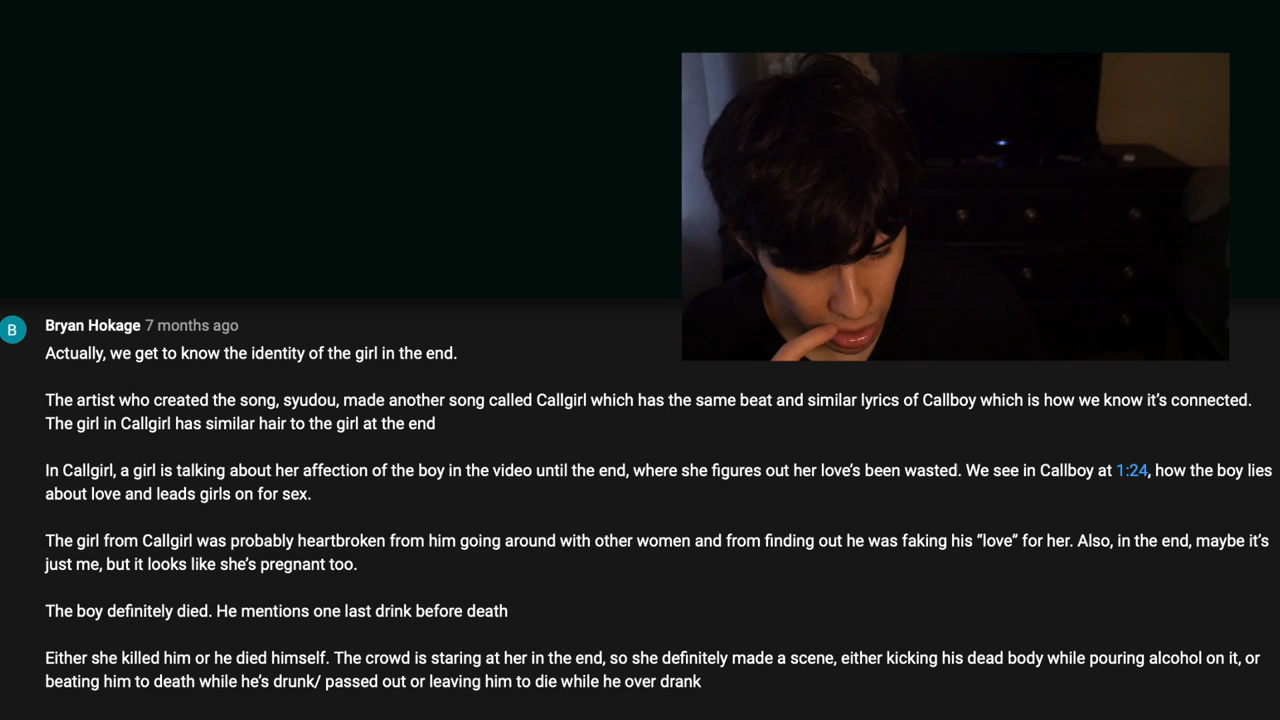 B
Bryan Hokage 7 months ago
Actually, we get to know the identity of the girl in the end.
The artist who created the song, syudou, made another song called Callgirl which has the same beat and similar lyrics of Callboy which is how we know it’s connected.
The girl in Callgirl has similar hair to the girl at the end
In Callgirl, a girl is talking about her affection of the boy in the video until the end, where she figures out her love’s been wasted. We see in Callboy at 1:24, how the boy lies
about love and leads girls on for sex.
The girl from Callgirl was probably heartbroken from him going around with other women and from finding out he was faking his “love” for her. Also, in the end, maybe it’s
just me, but it looks like she’s pregnant too.
The boy definitely died. He mentions one last drink before death
Either she killed him or he died himself. The crowd is staring at her in the end, so she definitely made a scene, either kicking his dead body while pouring alcohol on it, or
beating him to death while he’s drunk/ passed out or leaving him to die while he over drank